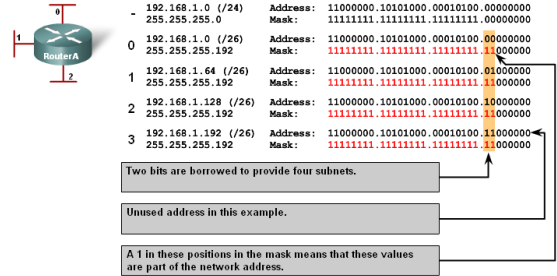 0
1
RouterA
2
- 192.168.1.0 (/24) Address: 11000000.10101000.00010100.00000000
255.255.255.0 Mask: 11111111.11111111.11111111.00000000
0 192.168.1.0 (/26) Address: 11000000.10101000.00010100.00000000
255.255.255.192 Mask: 11111111.11111111.11111111.11000000
1 192.168.1.64 (/26) Address: 11000000.10101000.00010100.01000000
255.255.255.192 Mask: 11111111.11111111.11111111.11000000
2 192.168.1.128 (/26) Address: 11000000.10101000.00010100.10000000
255.255.255.192 Mask: 11111111.11111111.11111111.11000000
3 192.168.1.192 (/26) Address: 11000000.10101000.00010100.11000000
255.255.255.192 Mask: 11111111.11111111.11111111.11000000
Two bits are borrowed to provide four subnets.
Unused address in this example.
A 1 in these positions in the mask means that these values
are part of the network address.